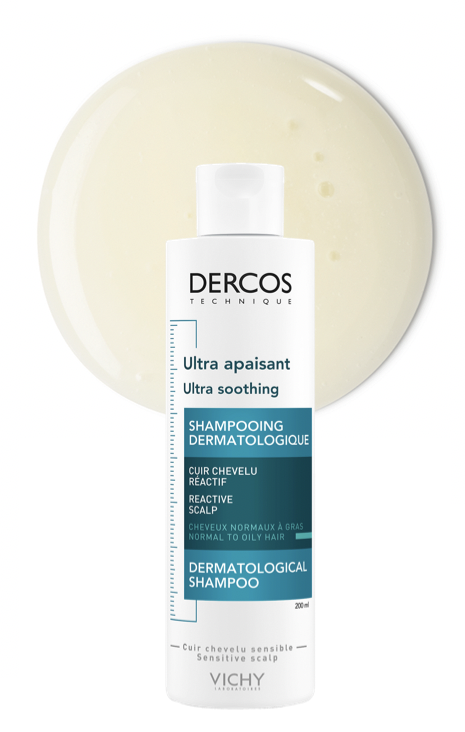 DERCOS
TECHNIQUE
Ultra apaisant
Ultra soothing
SHAMPOOING
DERMATOLOGIQUE
CUIR CHEVELU
RÉACTIF
REACTIVE
SCALP
CHEVEUX NORMAUX À GRAS
NORMAL TO OILY HAIR
DERMATOLOGICAL
SHAMPOO
200 ml
Cuir chevelu sensible
Sensitive scalp
VICHY
LABORATOIRES